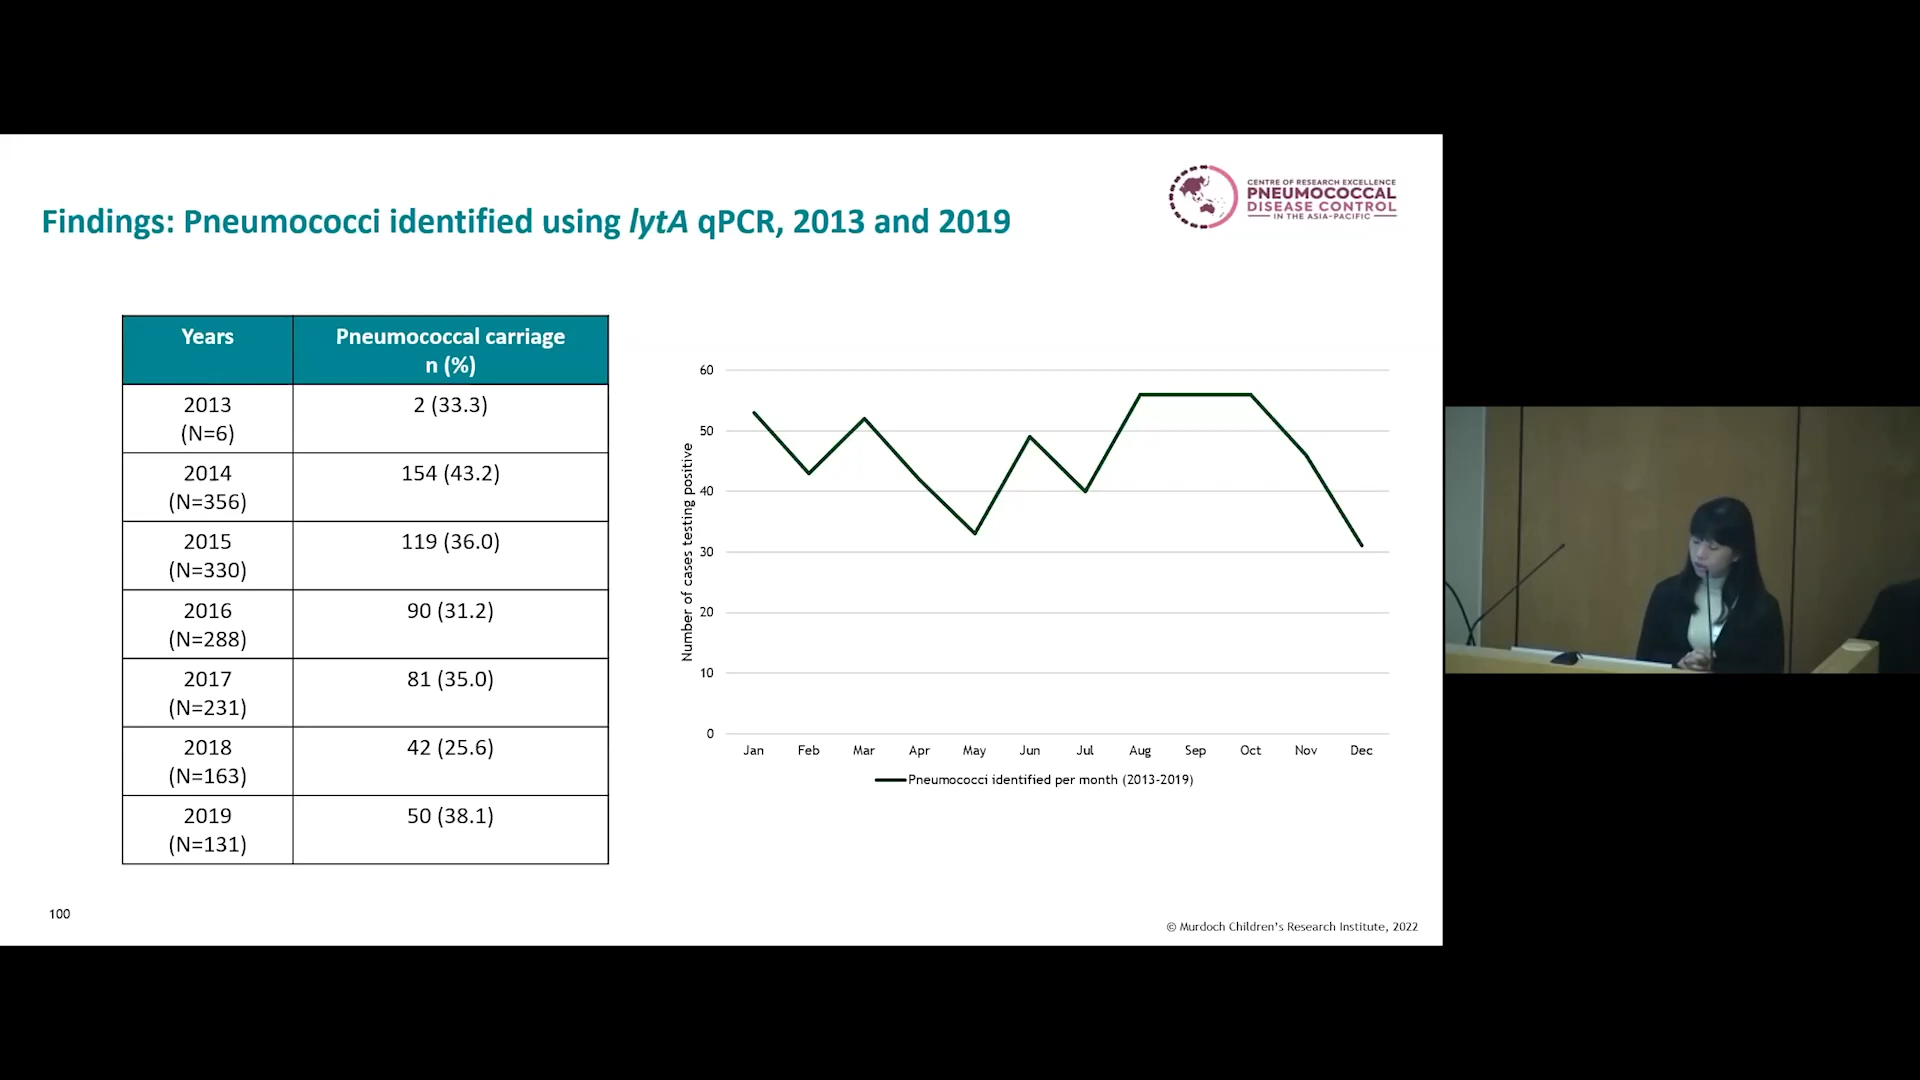 CENTRE OF RESEARCH EXCELLENCE
PNEUMOCOCCAL
DISEASE CONTROL
IN THE ASIA-PACIFIC
Findings: Pneumococci identified using lytA qPCR, 2013 and 2019
Years
Pneumococcal carriage
n (%)
2013
(N=6)
2 (33.3)
2014
(N=356)
154 (43.2)
2015
(N=330)
119 (36.0)
2016
(N=288)
90 (31.2)
2017
(N=231)
81 (35.0)
2018
(N=163)
42 (25.6)
2019
(N=131)
50 (38.1)
Number of cases testing positive
60
50
40
30
20
10
0
Jan Feb Mar Apr May Jun Jul Aug Sep Oct Nov Dec
Pneumococci identified per month (2013-2019)
100
© Murdoch Children's Research Institute, 2022